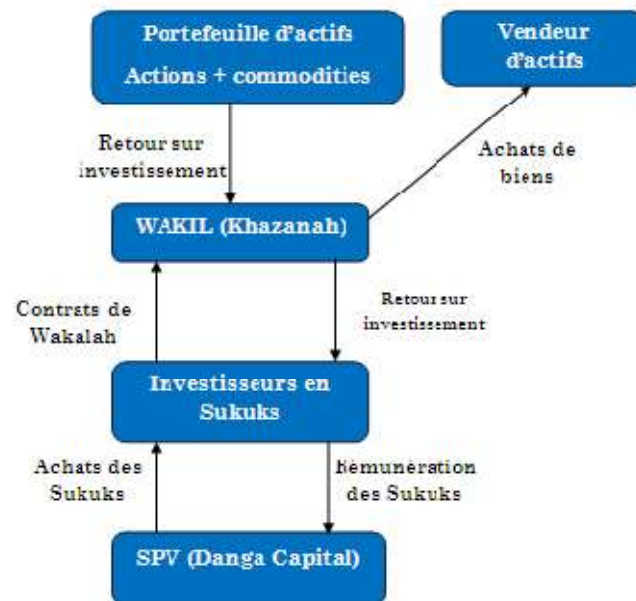 Portefeuille d'actifs
Actions + commodities
Vendeur
d'actifs
Retour sur
investissement
Achats de
biens
WAKIL (Khazanah)
Contrats de
Wakalah
Retour sur
investissement
Investisseurs en
Sukuks
Achats des
Sukuks
Rémunération
des Sukuks
SPV (Danga Capital)